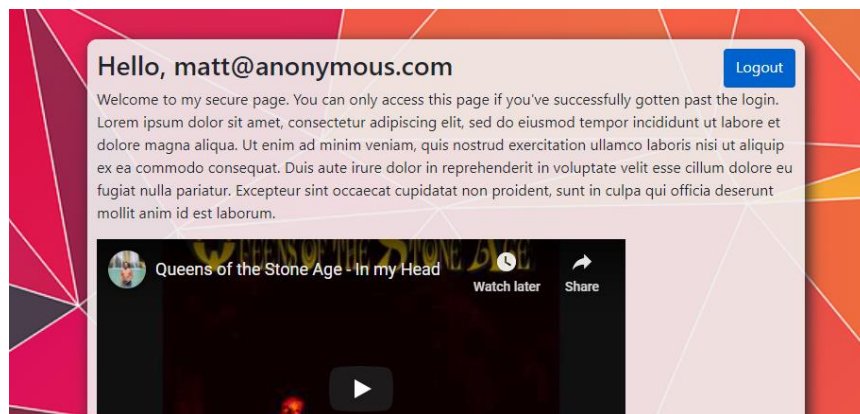 Hello, matt@anonymous.com
Logout
Welcome to my secure page. You can only access this page if you've successfully gotten past the login.
Lorem ipsum dolor sit amet, consectetur adipiscing elit, sed do eiusmod tempor incididunt ut labore et
dolore magna aliqua. Ut enim ad minim veniam, quis nostrud exercitation ullamco laboris nisi ut aliquip
ex ea commodo consequat. Duis aute irure dolor in reprehenderit in voluptate velit esse cillum dolore eu
fugiat nulla pariatur. Excepteur sint occaecat cupidatat non proident, sunt in culpa qui officia deserunt
mollit anim id est laborum.
QUEENS OF THE STONE AGE
Queens of the Stone Age - In my Head
Watch later
Share